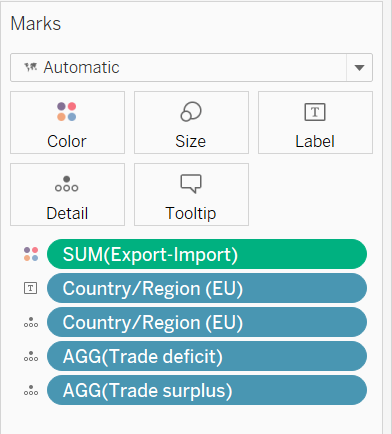 Marks
Automatic
Color Size Label
Detail Tooltip
SUM(Export-Import)
T Country/Region (EU)
Country/Region (EU)
AGG(Trade deficit)
AGG(Trade surplus)